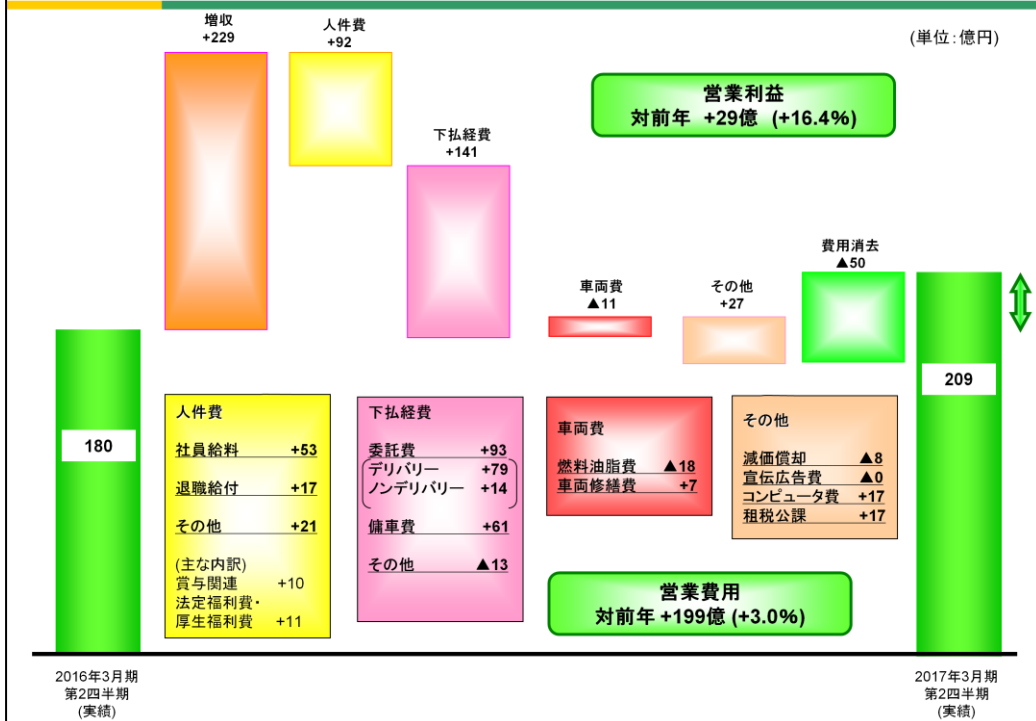 (単位:億円)
増収
+229
人件費
+92
下払経費
+141
車両費
▲11
その他
+27
費用消去
▲50
営業利益
対前年 +29億 (+16.4%)
180
209
人件費
社員給料 +53
退職給付 +17
その他 +21
(主な内訳)
賞与関連 +10
法定福利費・
厚生福利費 +11
下払経費
委託費 +93
デリバリー +79
ノンデリバリー +14
傭車費 +61
その他 ▲13
車両費
燃料油脂費 ▲18
車両修繕費 +7
その他
減価償却 ▲8
宣伝広告費 ▲0
コンピュータ費 +17
租税公課 +17
営業費用
対前年 +199億 (+3.0%)
2016年3月期
第2四半期
(実績)
2017年3月期
第2四半期
(実績)